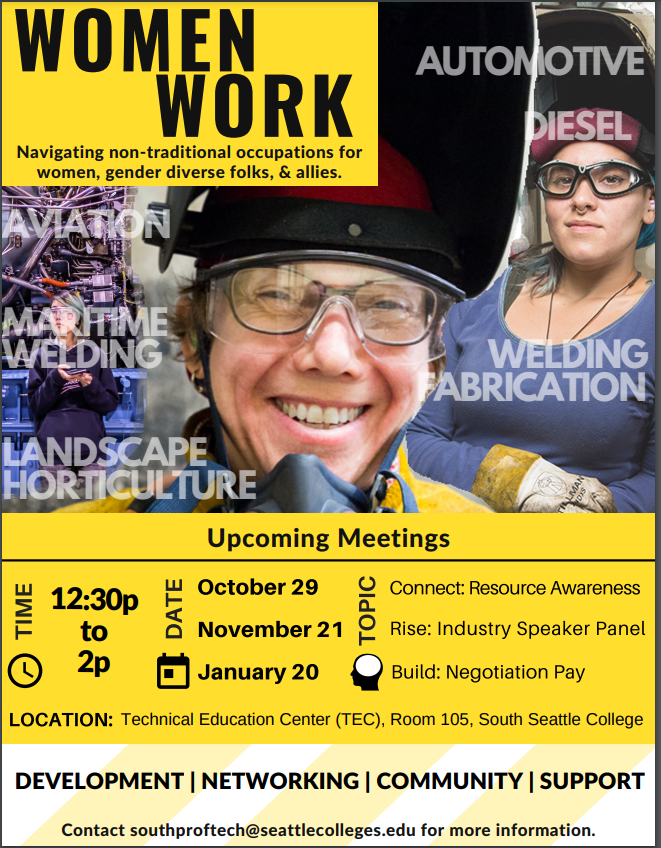 WOMEN
WORK
Navigating non-traditional occupations for
women, gender diverse folks, & allies.
AUTOMOTIVE
DIESEL
AVIATION
MARITIME
WELDING
WELDING
FABRICATION
LANDSCAPE
HORTICULTURE
TILLMAN
Upcoming Meetings
TIME
12:30p
to
2p
DATE
October 29
November 21
January 20
TOPIC
Connect: Resource Awareness
Rise: Industry Speaker Panel
Build: Negotiation Pay
LOCATION: Technical Education Center (TEC), Room 105, South Seattle College
DEVELOPMENT | NETWORKING | COMMUNITY | SUPPORT
Contact southproftech@seattlecolleges.edu for more information.